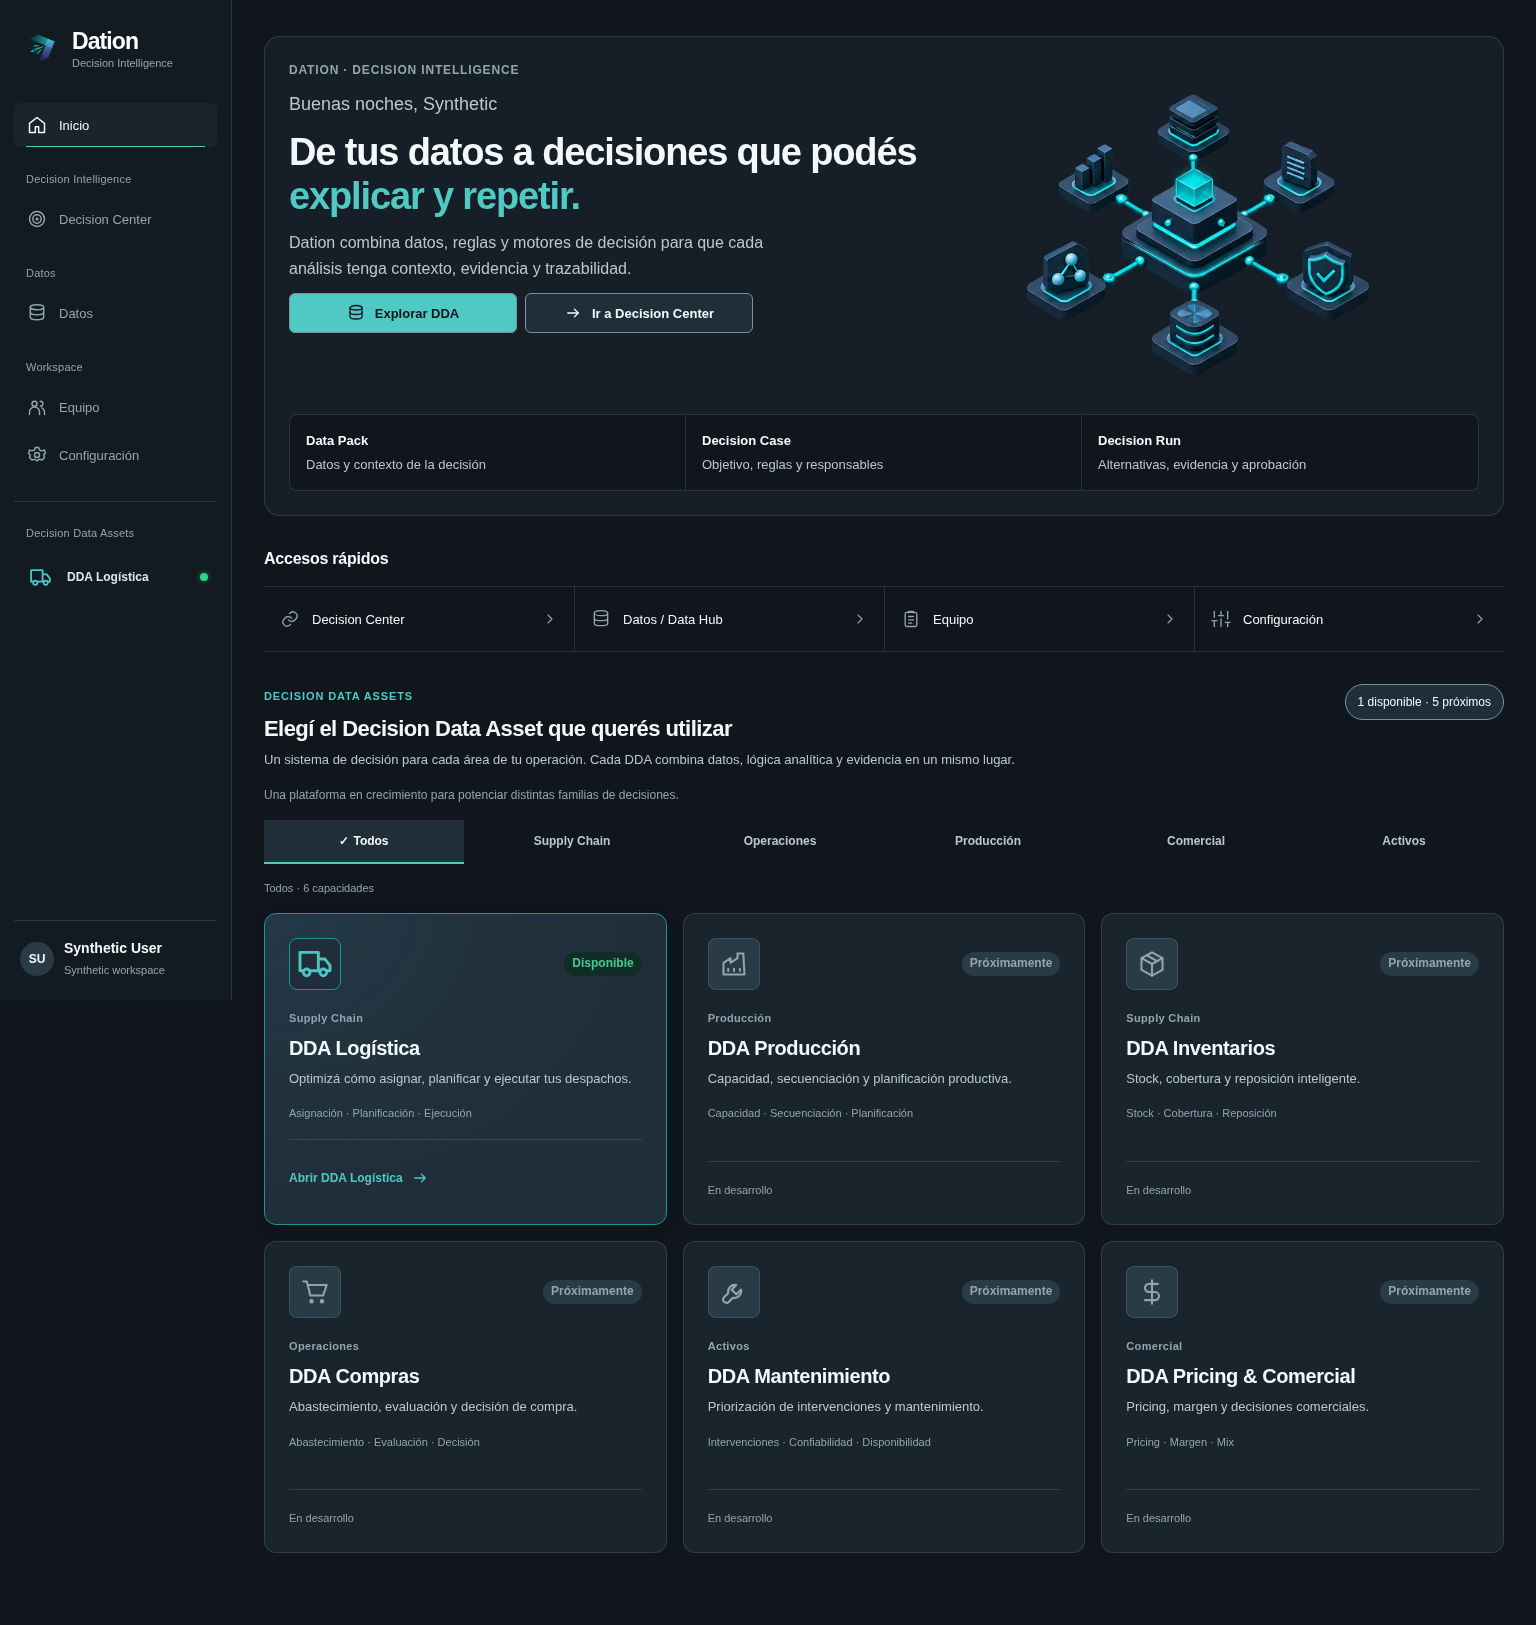 Dation
Decision Intelligence
Inicio
Decision Intelligence
Decision Center
Datos
Datos
Workspace
Equipo
Configuración
Decision Data Assets
DDA Logística
SU
Synthetic User
Synthetic workspace
DATION · DECISION INTELLIGENCE
Buenas noches, Synthetic
De tus datos a decisiones que podés
explicar y repetir.
Dation combina datos, reglas y motores de decisión para que cada
análisis tenga contexto, evidencia y trazabilidad.
Explorar DDA
Ir a Decision Center
Data Pack
Datos y contexto de la decisión
Decision Case
Objetivo, reglas y responsables
Decision Run
Alternativas, evidencia y aprobación
Accesos rápidos
Decision Center
Datos / Data Hub
Equipo
Configuración
DECISION DATA ASSETS
1 disponible · 5 próximos
Elegí el Decision Data Asset que querés utilizar
Un sistema de decisión para cada área de tu operación. Cada DDA combina datos, lógica analítica y evidencia en un mismo lugar.
Una plataforma en crecimiento para potenciar distintas familias de decisiones.
✓ Todos
Supply Chain
Operaciones
Producción
Comercial
Activos
Todos · 6 capacidades
Disponible
Supply Chain
DDA Logística
Optimizá cómo asignar, planificar y ejecutar tus despachos.
Asignación · Planificación · Ejecución
Abrir DDA Logística
Próximamente
Producción
DDA Producción
Capacidad, secuenciación y planificación productiva.
Capacidad · Secuenciación · Planificación
En desarrollo
Próximamente
Supply Chain
DDA Inventarios
Stock, cobertura y reposición inteligente.
Stock · Cobertura · Reposición
En desarrollo
Próximamente
Operaciones
DDA Compras
Abastecimiento, evaluación y decisión de compra.
Abastecimiento · Evaluación · Decisión
En desarrollo
Próximamente
Activos
DDA Mantenimiento
Priorización de intervenciones y mantenimiento.
Intervenciones · Confiabilidad · Disponibilidad
En desarrollo
Próximamente
Comercial
DDA Pricing & Comercial
Pricing, margen y decisiones comerciales.
Pricing · Margen · Mix
En desarrollo